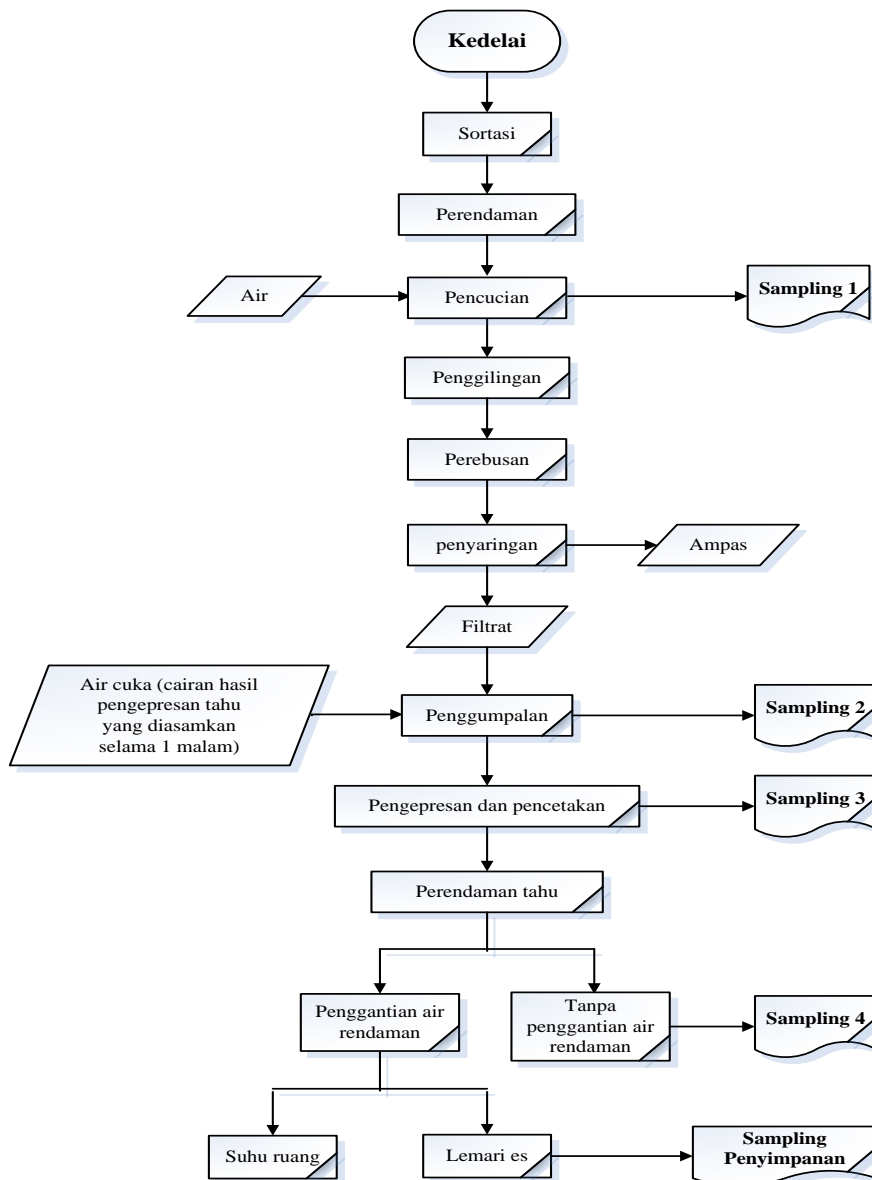 Kedelai
Sortasi
Perendaman
Air
Pencucian
Sampling 1
Penggilingan
Perebusan
penyaringan
Ampas
Filtrat
Air cuka (cairan hasil
pengepresan tahu
yang diasamkan
selama 1 malam)
Penggumpalan
Sampling 2
Pengepresan dan pencetakan
Sampling 3
Perendaman tahu
Penggantian air
rendaman
Tanpa
penggantian air
rendaman
Sampling 4
Suhu ruang
Lemari es
Sampling
Penyimpanan